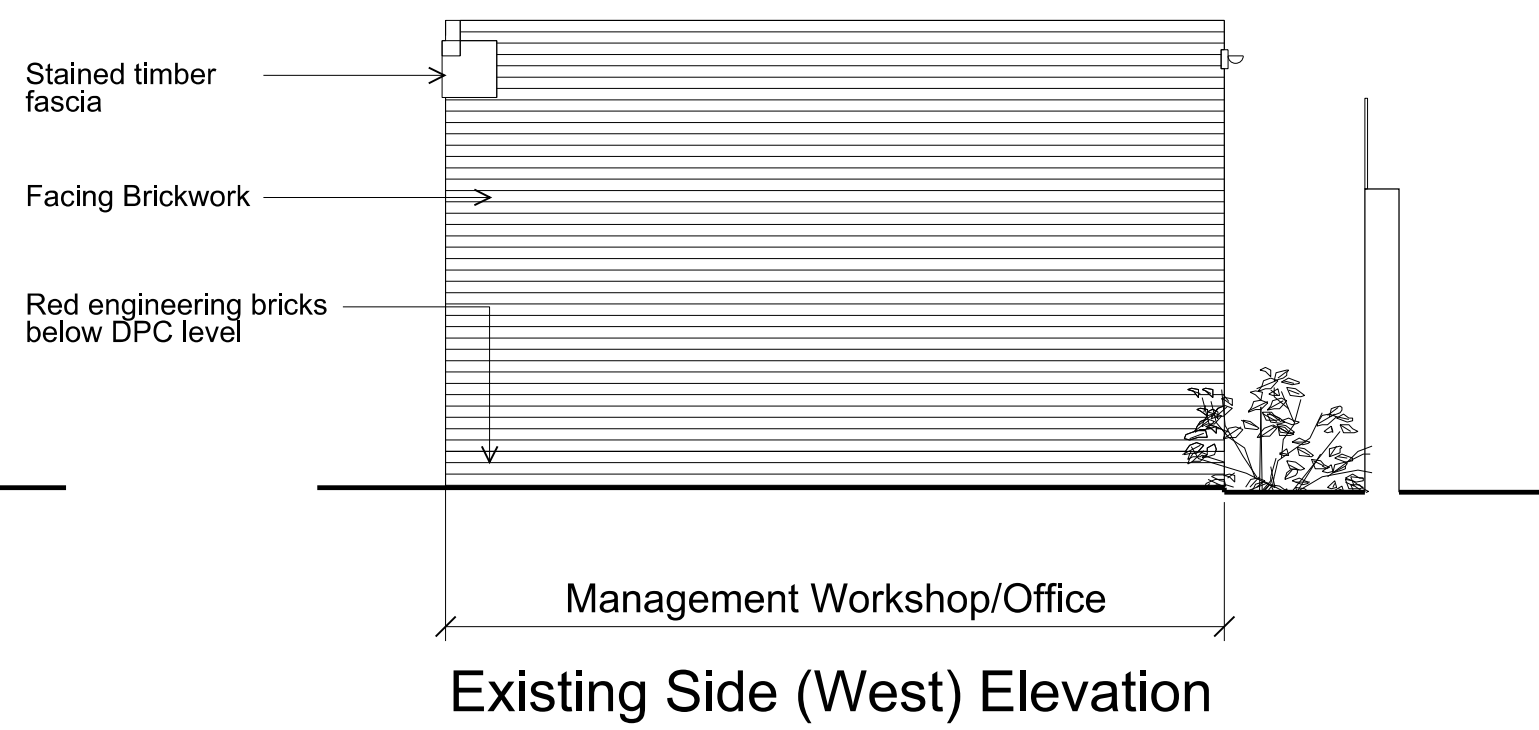 Stained timber
fascia
Facing Brickwork
Red engineering bricks
below DPC level
Management Workshop/Office
Existing Side (West) Elevation